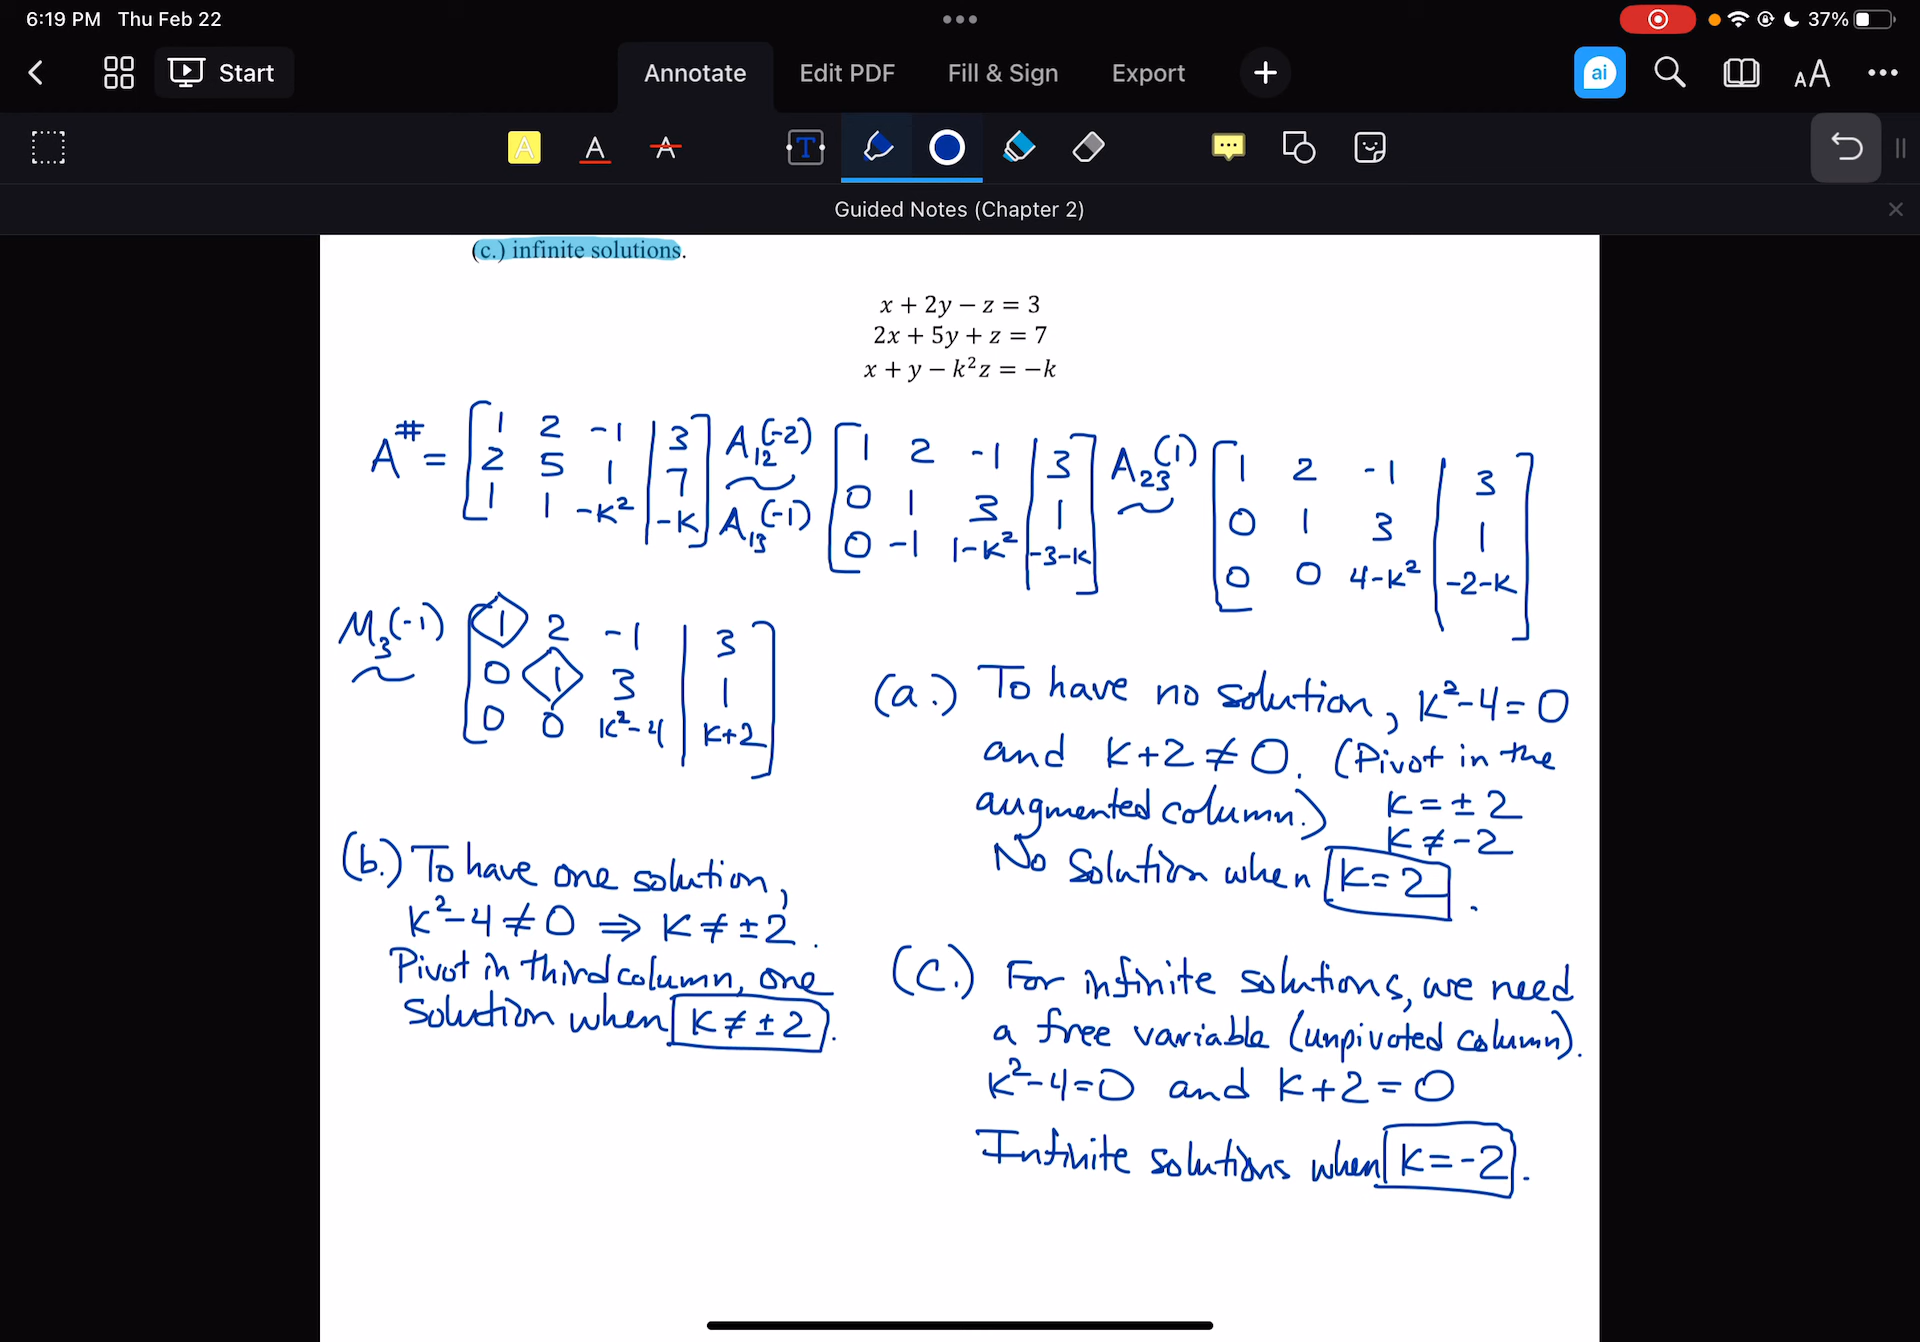 6:19 PM Thu Feb 22
37%
Start
Annotate
Edit PDF
Fill & Sign
Export
ai
AA
A A A T
Guided Notes (Chapter 2)
(c.) infinite solutions.
x + 2y − z = 3
2x + 5y + z = 7
x + y − k²z = −k
A^# = [1 2 -1 | 3] A₁₂(-2) [1 2 -1 | 3] A₂₃(1) [1 2 -1 | 3]
[2 5 1 | 7] ~ [0 1 3 | 1] ~ [0 1 3 | 1]
[1 1 -K² | -K] A₁₃(-1) [0 -1 1-K² | -3-K] [0 0 4-K² | -2-K]
M₃(-1) [1 2 -1 | 3]
~ [0 1 3 | 1]
[0 0 K²-4 | K+2]
(a.) To have no solution, K²-4=0
and K+2≠0. (Pivot in the
augmented column.) K=±2
K≠-2
No Solution when K=2.
(b.) To have one solution,
K²-4≠0 ⇒ K≠±2.
Pivot in third column, one
solution when K≠±2.
(C.) For infinite solutions, we need
a free variable (unpivoted column).
K²-4=0 and K+2=0
Infinite solutions when K=-2.